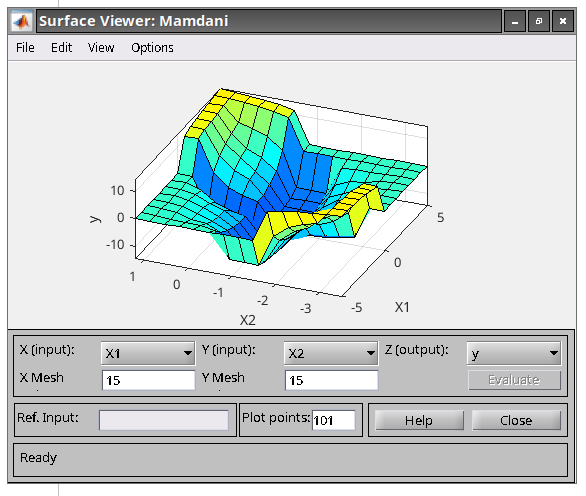 Surface Viewer: Mamdani
File Edit View Options
10
0
-10
y
1
0
-1
-2
-3
X2
-5
0
5
X1
X (input): X1 Y (input): X2 Z (output): y
X Mesh 15 Y Mesh 15 Evaluate
Ref. Input: Plot points: 101 Help Close
Ready